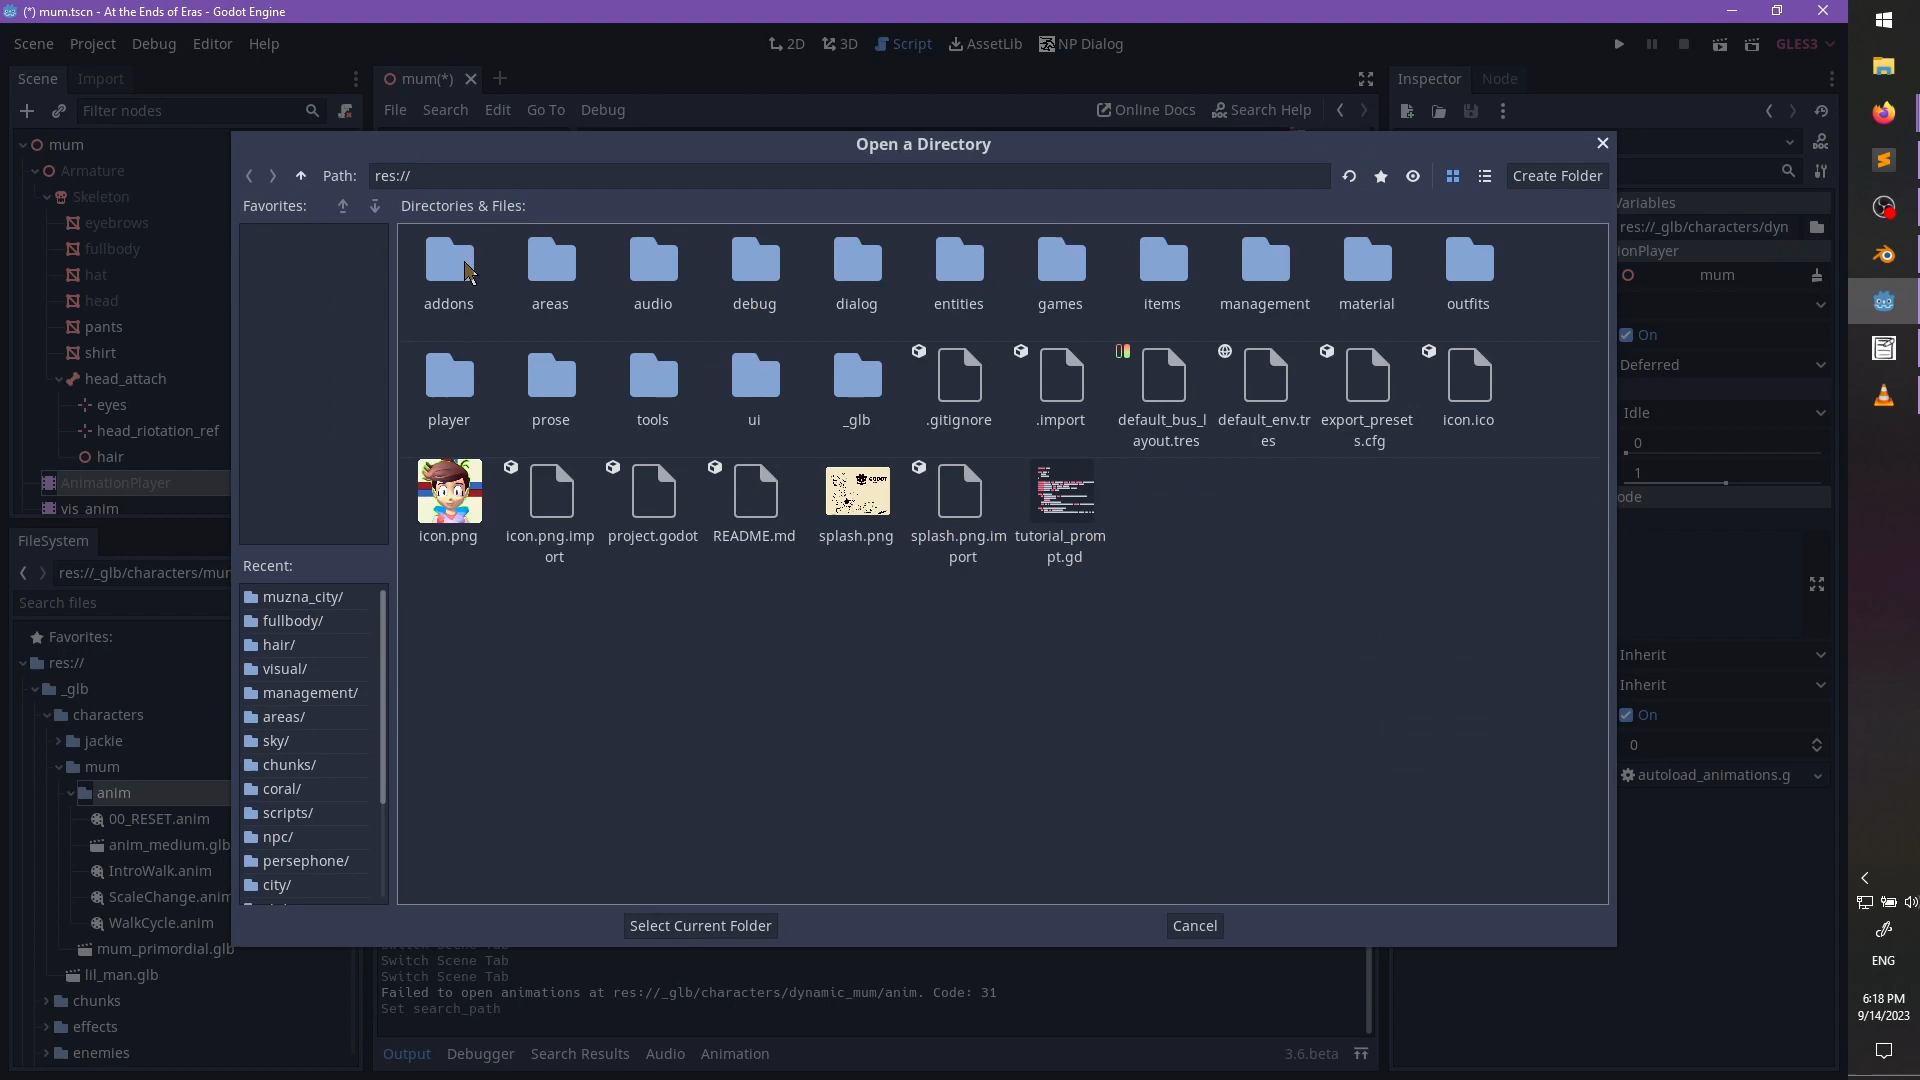 (*) mum.tscn - At the Ends of Eras - Godot Engine
Scene Project Debug Editor Help
2D 3D Script AssetLib NP Dialog
GLES3
Scene Import
mum(*)
Inspector Node
Filter nodes
File Search Edit Go To Debug
Online Docs Search Help
mum
Armature
Skeleton
eyebrows
fullbody
hat
head
pants
shirt
head_attach
eyes
head_riotation_ref
hair
AnimationPlayer
vis_anim
FileSystem
res://_glb/characters/mur
Search files
Favorites:
res://
_glb
characters
jackie
mum
anim
00_RESET.anim
anim_medium.glb
IntroWalk.anim
ScaleChange.anim
WalkCycle.anim
mum_primordial.glb
lil_man.glb
chunks
effects
enemies
Open a Directory
Path: res://
Create Folder
Favorites:
Directories & Files:
addons areas audio debug dialog entities games items management material outfits
player prose tools ui _glb .gitignore .import default_bus_l default_env.tr export_preset icon.ico
ayout.tres es s.cfg
icon.png icon.png.imp project.godot README.md splash.png splash.png.im tutorial_prom
ort port pt.gd
Recent:
muzna_city/
fullbody/
hair/
visual/
management/
areas/
sky/
chunks/
coral/
scripts/
npc/
persephone/
city/
Select Current Folder
Cancel
Switch Scene Tab
Switch Scene Tab
Switch Scene Tab
Failed to open animations at res://_glb/characters/dynamic_mum/anim. Code: 31
Set search_path
Output Debugger Search Results Audio Animation
3.6.beta
Variables
res://_glb/characters/dyn
ionPlayer
mum
On
Deferred
Idle
0
1
ode
Inherit
Inherit
On
0
autoload_animations.g
ENG
6:18 PM
9/14/2023